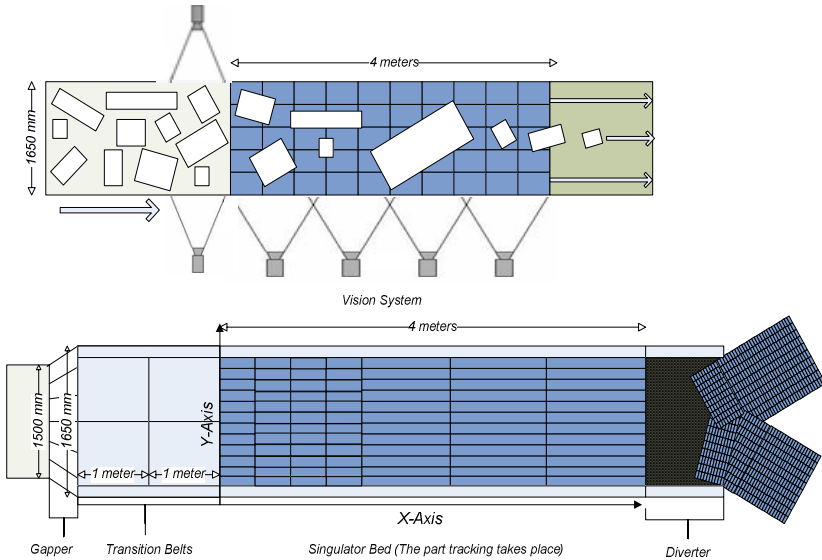 4 meters
1650 mm
Vision System
4 meters
1500 mm
1650 mm
Y-Axis
1 meter
1 meter
X-Axis
Gapper
Transition Belts
Singulator Bed (The part tracking takes place)
Diverter